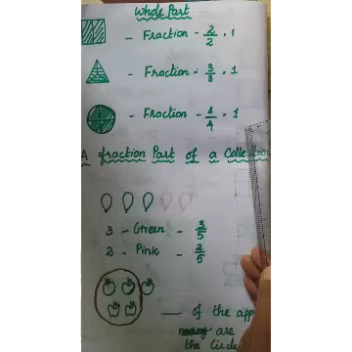 Whole Part
- Fraction - 2/2 = 1
- Fraction - 3/3 = 1
- Fraction - 4/4 = 1
A fraction Part of a Collection
3 - Green - 3/5
2 - Pink - 2/5
of the app
are
the Circle